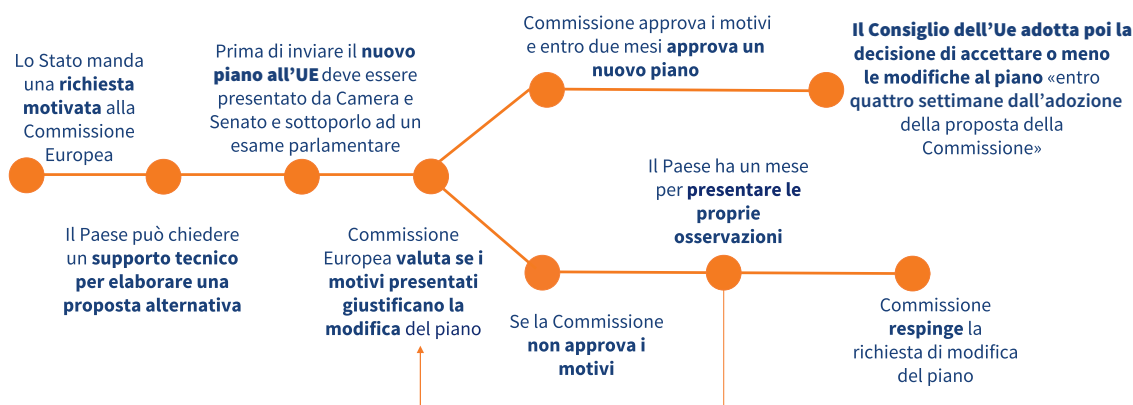 Lo Stato manda
una richiesta
motivata alla
Commissione
Europea
Il Paese può chiedere
un supporto tecnico
per elaborare una
proposta alternativa
Prima di inviare il nuovo
piano all'UE deve essere
presentato da Camera e
Senato e sottoporlo ad un
esame parlamentare
Commissione
Europea valuta se i
motivi presentati
giustificano la
modifica del piano
Commissione approva i motivi
e entro due mesi approva un
nuovo piano
Il Consiglio dell'Ue adotta poi la
decisione di accettare o meno
le modifiche al piano «entro
quattro settimane dall'adozione
della proposta della
Commissione»
Se la Commissione
non approva i
motivi
Il Paese ha un mese
per presentare le
proprie
osservazioni
Commissione
respinge la
richiesta di modifica
del piano